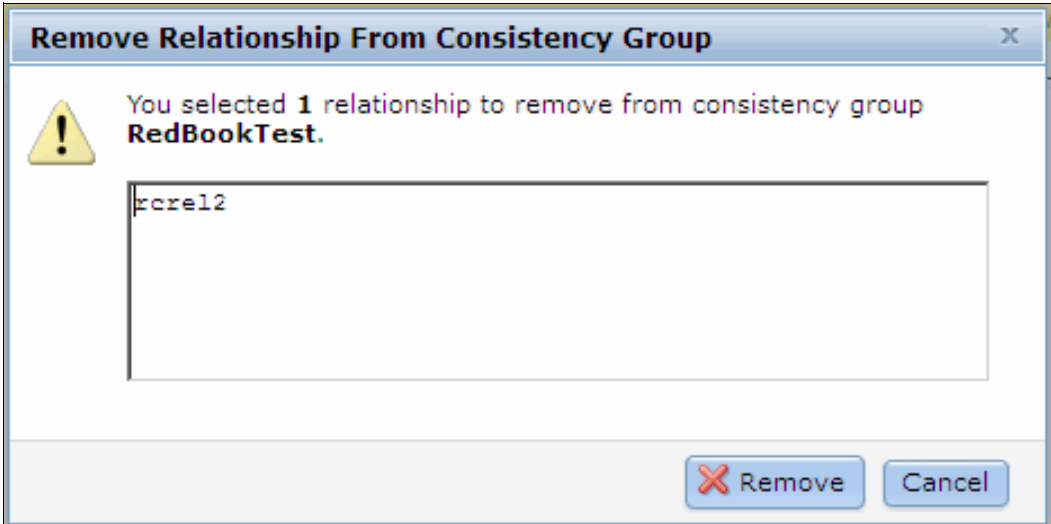 Remove Relationship From Consistency Group
x
You selected 1 relationship to remove from consistency group
RedBookTest.
rcrel2
Remove
Cancel